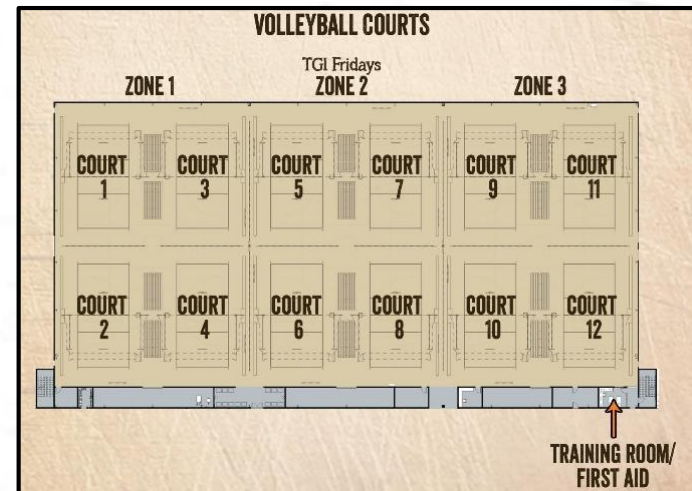 VOLLEYBALL COURTS
TGI Fridays
ZONE 1 ZONE 2 ZONE 3
COURT 1 COURT 3 COURT 5 COURT 7 COURT 9 COURT 11
COURT 2 COURT 4 COURT 6 COURT 8 COURT 10 COURT 12
TRAINING ROOM/
FIRST AID